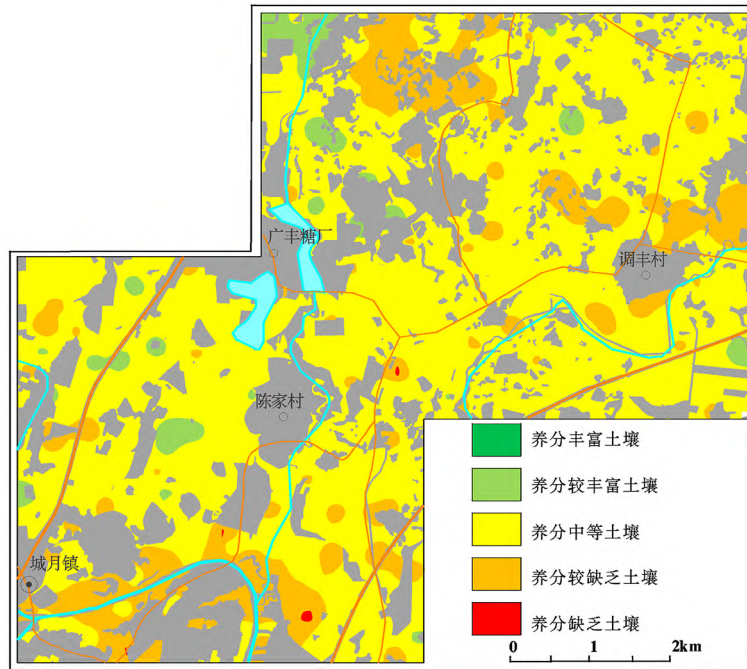 广丰糖厂
调丰村
陈家村
城月镇
养分丰富土壤
养分较丰富土壤
养分中等土壤
养分较缺乏土壤
养分缺乏土壤
0 1 2km